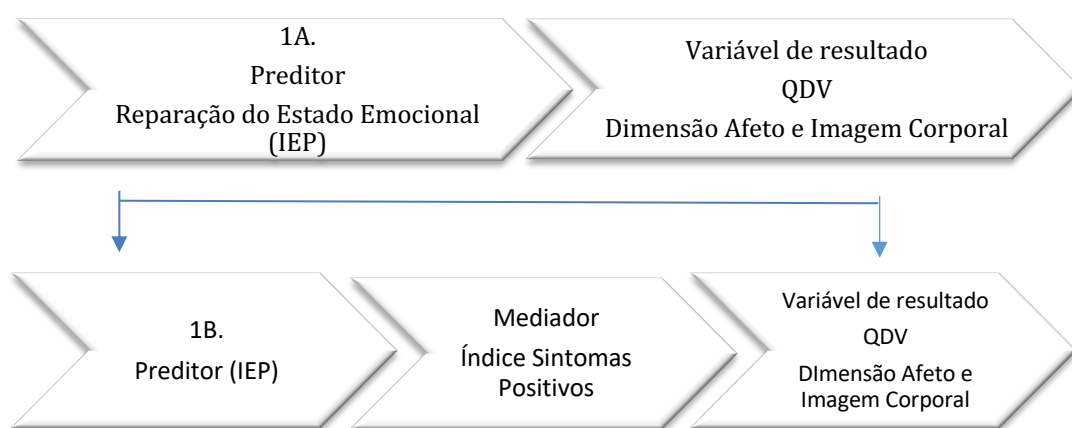 1A.
Preditor
Reparação do Estado Emocional
(IEP)
Variável de resultado
QDV
Dimensão Afeto e Imagem Corporal
1B.
Preditor (IEP)
Mediador
Índice Sintomas
Positivos
Variável de resultado
QDV
DImensão Afeto e
Imagem Corporal